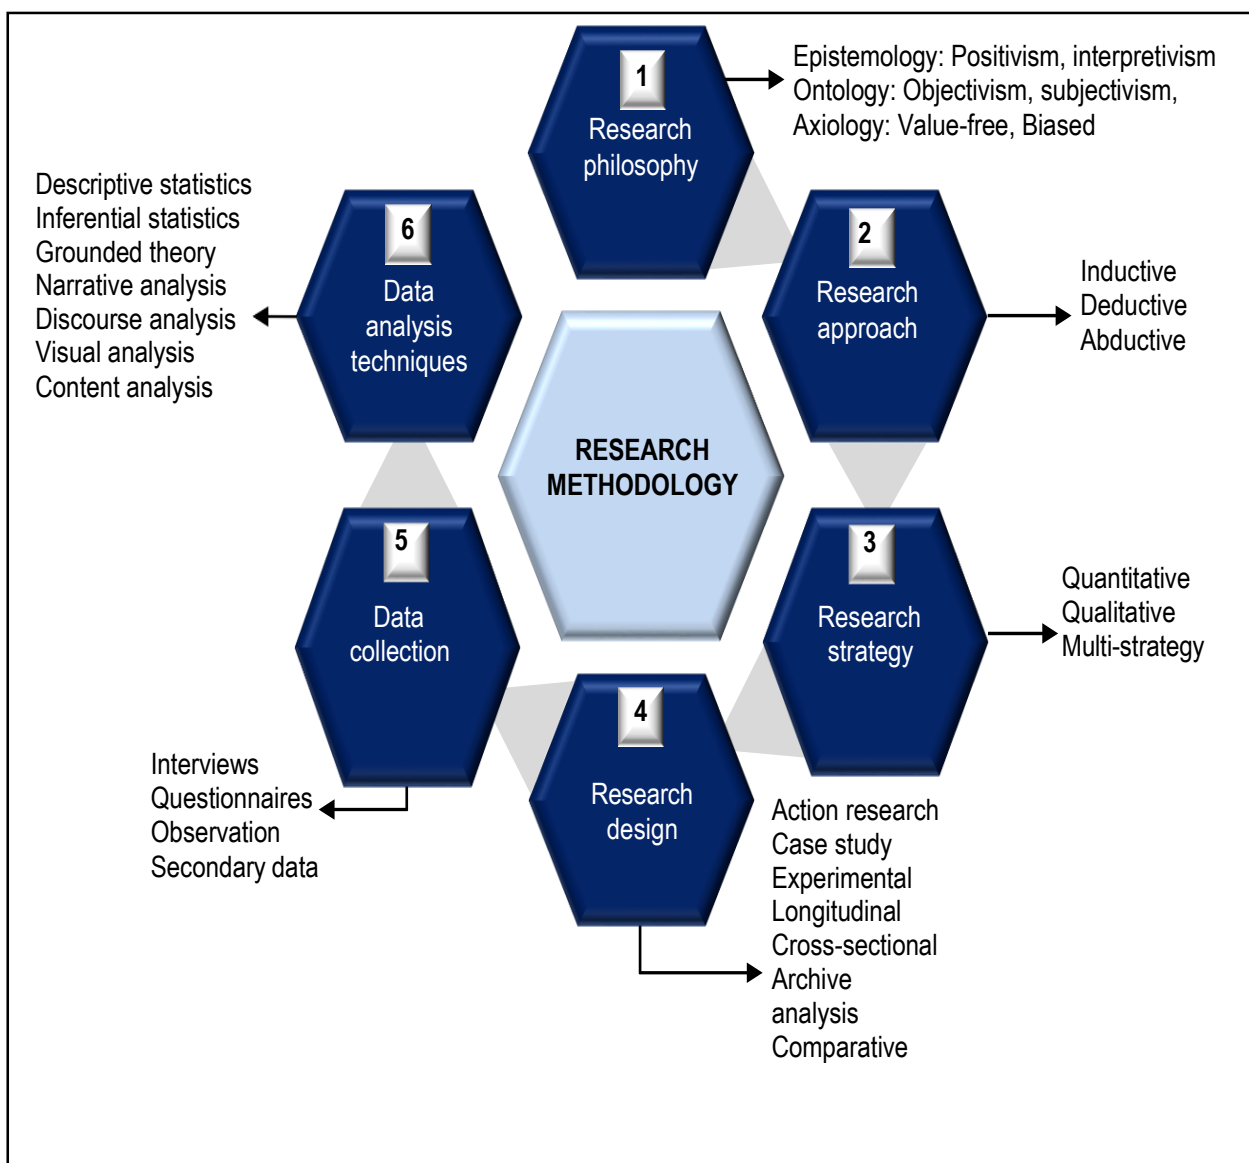 1
Research
philosophy
Epistemology: Positivism, interpretivism
Ontology: Objectivism, subjectivism,
Axiology: Value-free, Biased
2
Research
approach
Inductive
Deductive
Abductive
3
Research
strategy
Quantitative
Qualitative
Multi-strategy
4
Research
design
Action research
Case study
Experimental
Longitudinal
Cross-sectional
Archive
analysis
Comparative
5
Data
collection
Interviews
Questionnaires
Observation
Secondary data
6
Data
analysis
techniques
Descriptive statistics
Inferential statistics
Grounded theory
Narrative analysis
Discourse analysis
Visual analysis
Content analysis
RESEARCH
METHODOLOGY